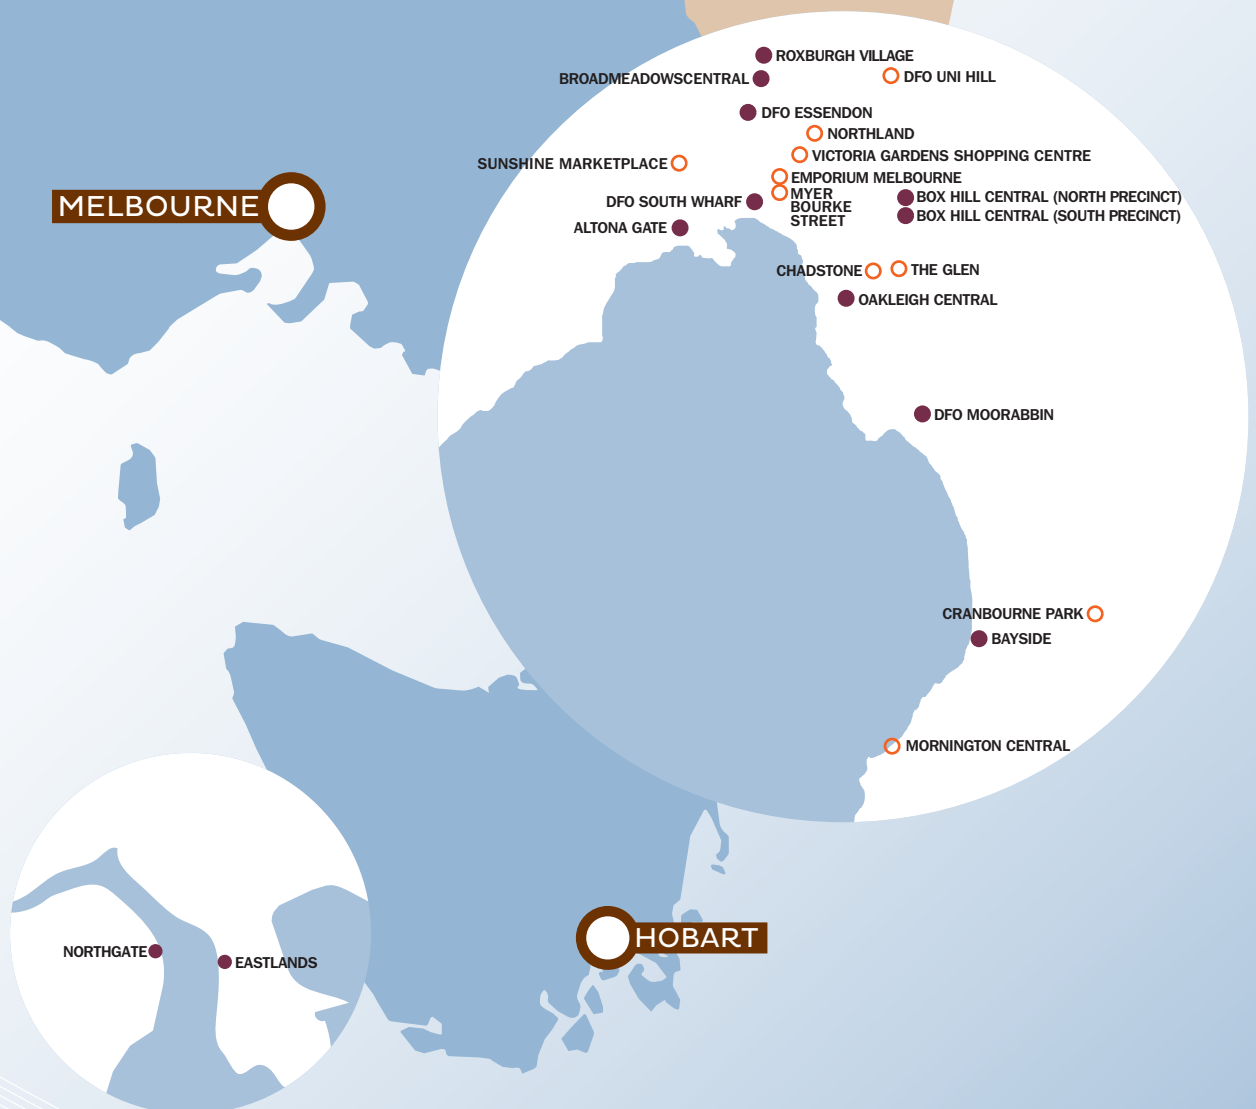 ROXBURGH VILLAGE
BROADMEADOWSCENTRAL
DFO UNI HILL
DFO ESSENDON
NORTHLAND
VICTORIA GARDENS SHOPPING CENTRE
SUNSHINE MARKETPLACE
EMPORIUM MELBOURNE
MYER
BOURKE
STREET
BOX HILL CENTRAL (NORTH PRECINCT)
BOX HILL CENTRAL (SOUTH PRECINCT)
DFO SOUTH WHARF
MELBOURNE
ALTONA GATE
CHADSTONE
THE GLEN
OAKLEIGH CENTRAL
DFO MOORABBIN
CRANBOURNE PARK
BAYSIDE
MORNINGTON CENTRAL
HOBART
NORTHGATE
EASTLANDS